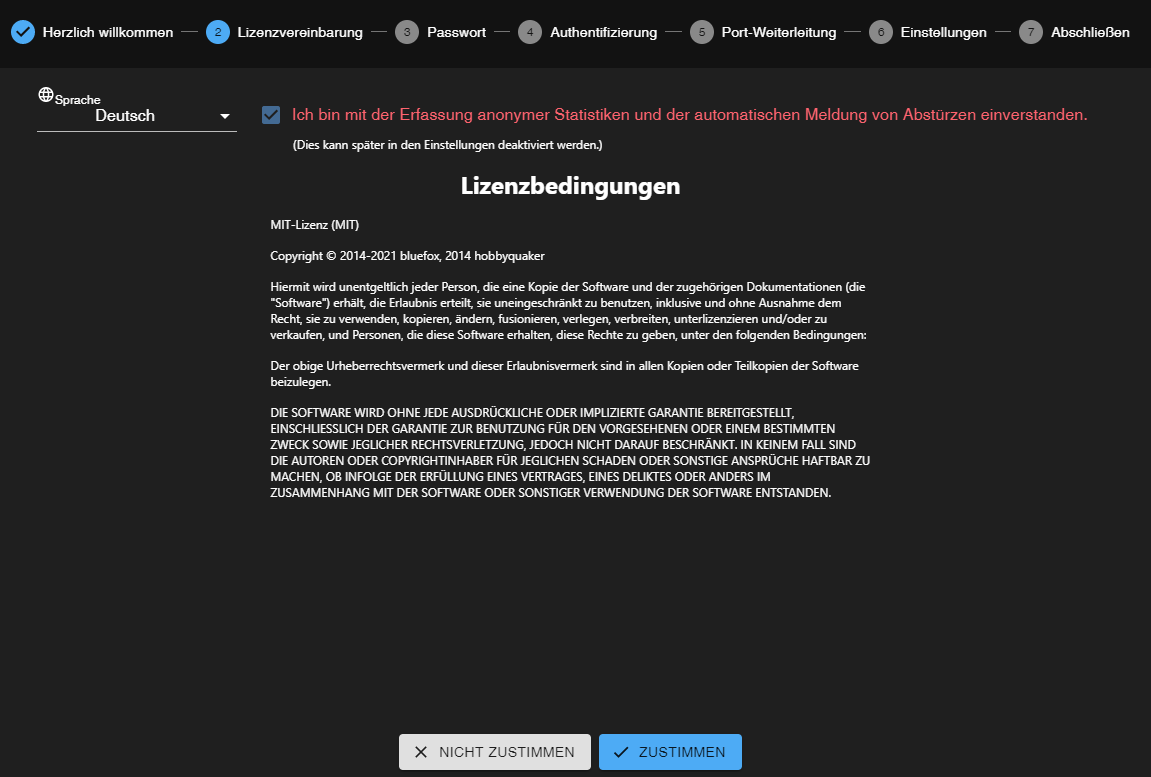 Herzlich willkommen 2 Lizenzvereinbarung 3 Passwort 4 Authentifizierung 5 Port-Weiterleitung 6 Einstellungen 7 Abschließen
Sprache
Deutsch
Ich bin mit der Erfassung anonymer Statistiken und der automatischen Meldung von Abstürzen einverstanden.
(Dies kann später in den Einstellungen deaktiviert werden.)
Lizenzbedingungen
MIT-Lizenz (MIT)
Copyright © 2014-2021 bluefox, 2014 hobbyquaker
Hiermit wird unentgeltlich jeder Person, die eine Kopie der Software und der zugehörigen Dokumentationen (die
"Software") erhält, die Erlaubnis erteilt, sie uneingeschränkt zu benutzen, inklusive und ohne Ausnahme dem
Recht, sie zu verwenden, kopieren, ändern, fusionieren, verlegen, verbreiten, unterlizenzieren und/oder zu
verkaufen, und Personen, die diese Software erhalten, diese Rechte zu geben, unter den folgenden Bedingungen:
Der obige Urheberrechtsvermerk und dieser Erlaubnisvermerk sind in allen Kopien oder Teilkopien der Software
beizulegen.
DIE SOFTWARE WIRD OHNE JEDE AUSDRÜCKLICHE ODER IMPLIZIERTE GARANTIE BEREITGESTELLT,
EINSCHLIESSLICH DER GARANTIE ZUR BENUTZUNG FÜR DEN VORGESEHENEN ODER EINEM BESTIMMTEN
ZWECK SOWIE JEGLICHER RECHTSVERLETZUNG, JEDOCH NICHT DARAUF BESCHRÄNKT. IN KEINEM FALL SIND
DIE AUTOREN ODER COPYRIGHTINHABER FÜR JEGLICHEN SCHADEN ODER SONSTIGE ANSPRÜCHE HAFTBAR ZU
MACHEN, OB INFOLGE DER ERFÜLLUNG EINES VERTRAGES, EINES DELIKTES ODER ANDERS IM
ZUSAMMENHANG MIT DER SOFTWARE ODER SONSTIGER VERWENDUNG DER SOFTWARE ENTSTANDEN.
NICHT ZUSTIMMEN ZUSTIMMEN